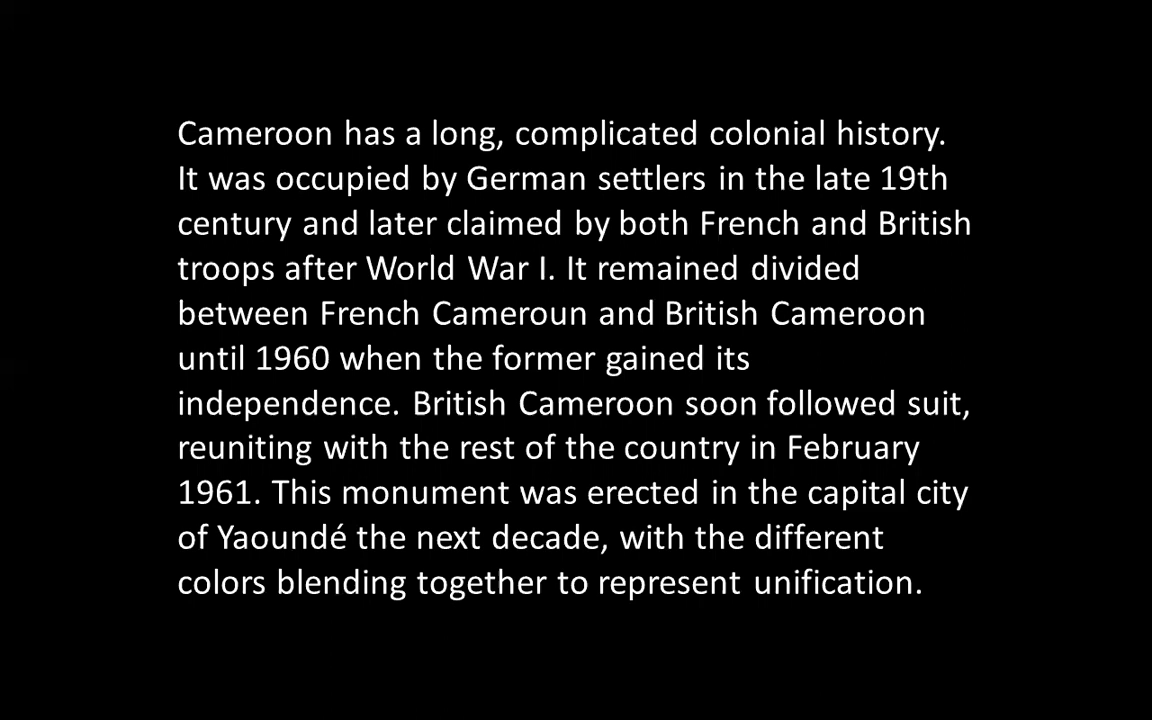 Cameroon has a long, complicated colonial history.
It was occupied by German settlers in the late 19th
century and later claimed by both French and British
troops after World War I. It remained divided
between French Cameroun and British Cameroon
until 1960 when the former gained its
independence. British Cameroon soon followed suit,
reuniting with the rest of the country in February
1961. This monument was erected in the capital city
of Yaoundé the next decade, with the different
colors blending together to represent unification.